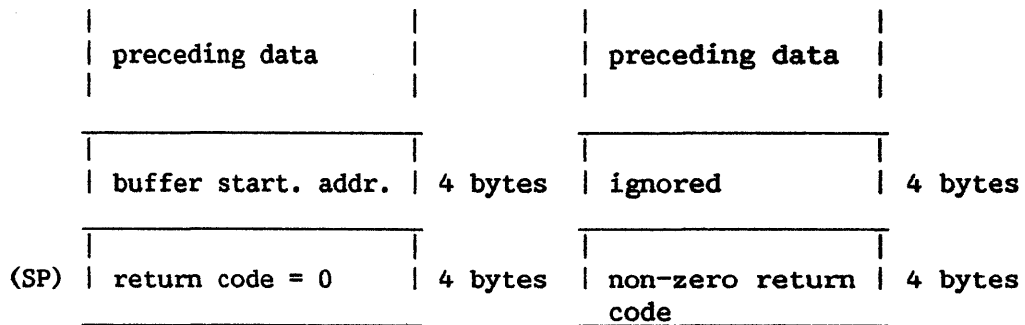 preceding data preceding data
buffer start. addr. 4 bytes ignored 4 bytes
(SP) return code = 0 4 bytes non-zero return 4 bytes
code